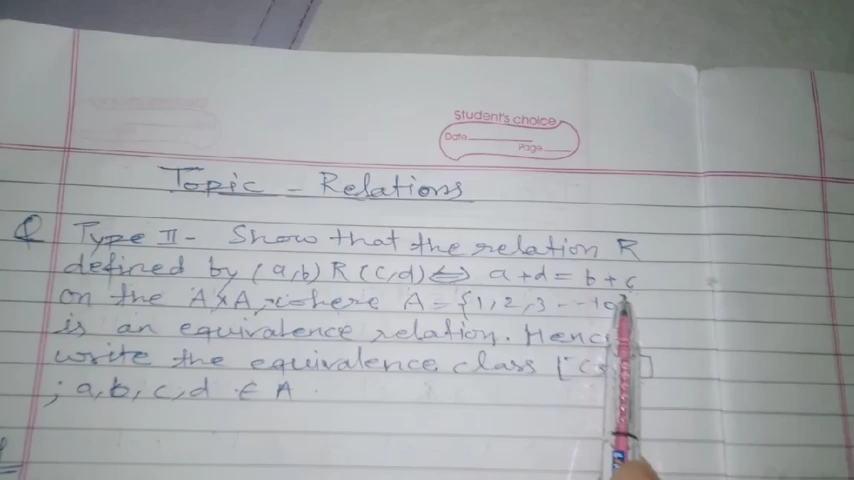 Student's choice
Date
Page
Topic - Relations
Q Type II - Show that the relation R
defined by (a,b) R (c,d) ⇔ a+d = b+c
on the A×A, where A = {1, 2, 3 - - 10
is an equivalence relation. Hence
write the equivalence class [
; a, b, c, d ∈ A